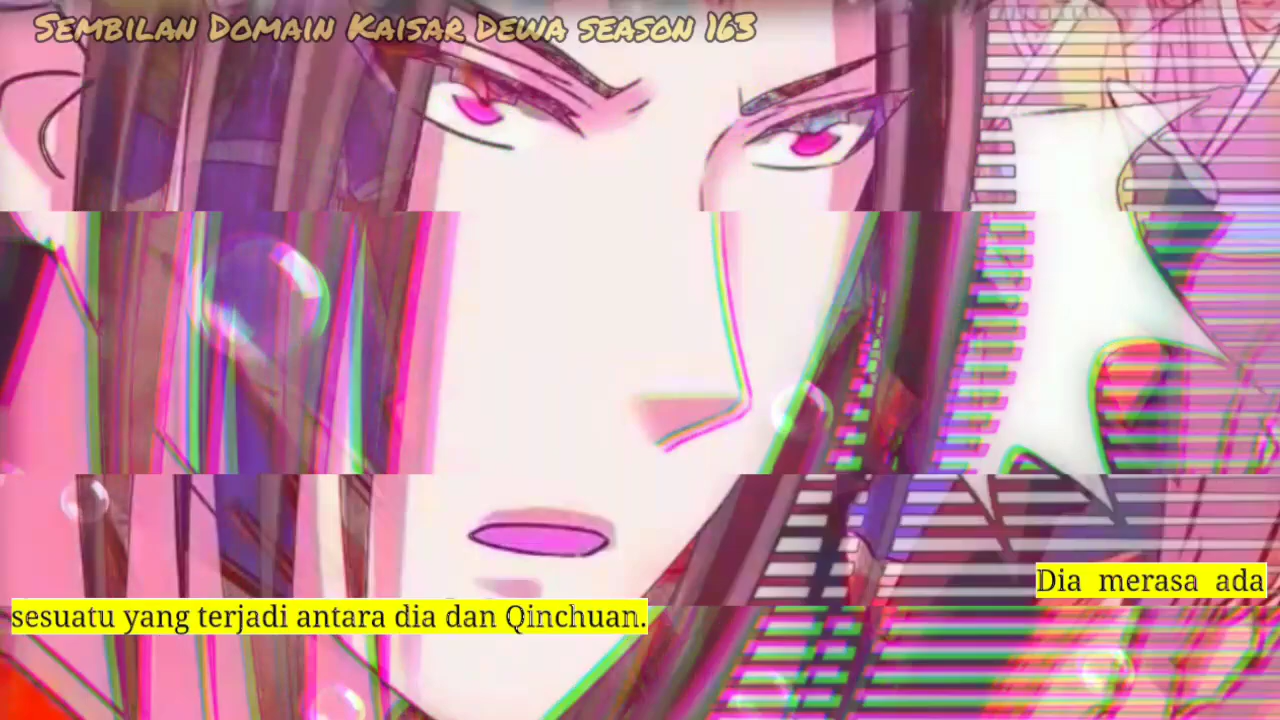 Sembilan Domain Kaisar Dewa season 163
Dia merasa ada
sesuatu yang terjadi antara dia dan Qinchuan.